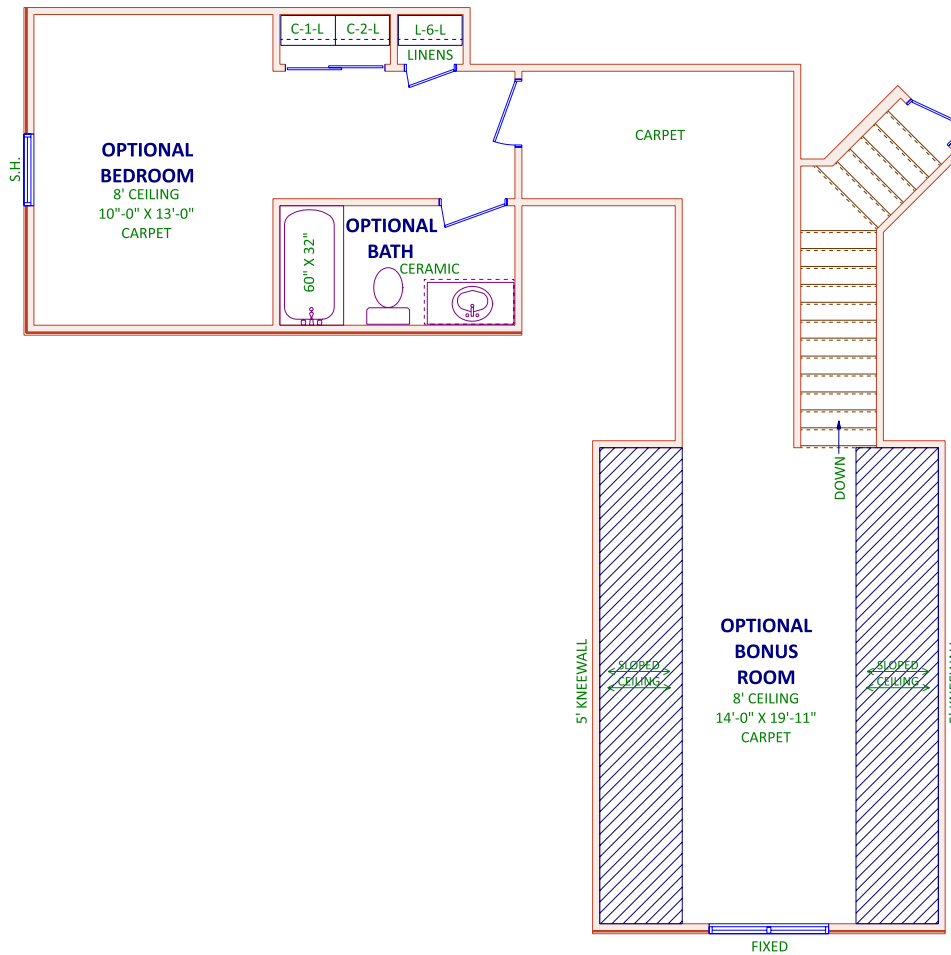 C-1-L
C-2-L
L-6-L
LINENS
CARPET
S.H.
OPTIONAL
BEDROOM
8' CEILING
10"-0" X 13'-0"
CARPET
OPTIONAL
BATH
CERAMIC
60" X 32"
DOWN
OPTIONAL
BONUS
ROOM
8' CEILING
14'-0" X 19'-11"
CARPET
5' KNEEWALL
SLOPED
CEILING
SLOPED
CEILING
FIXED